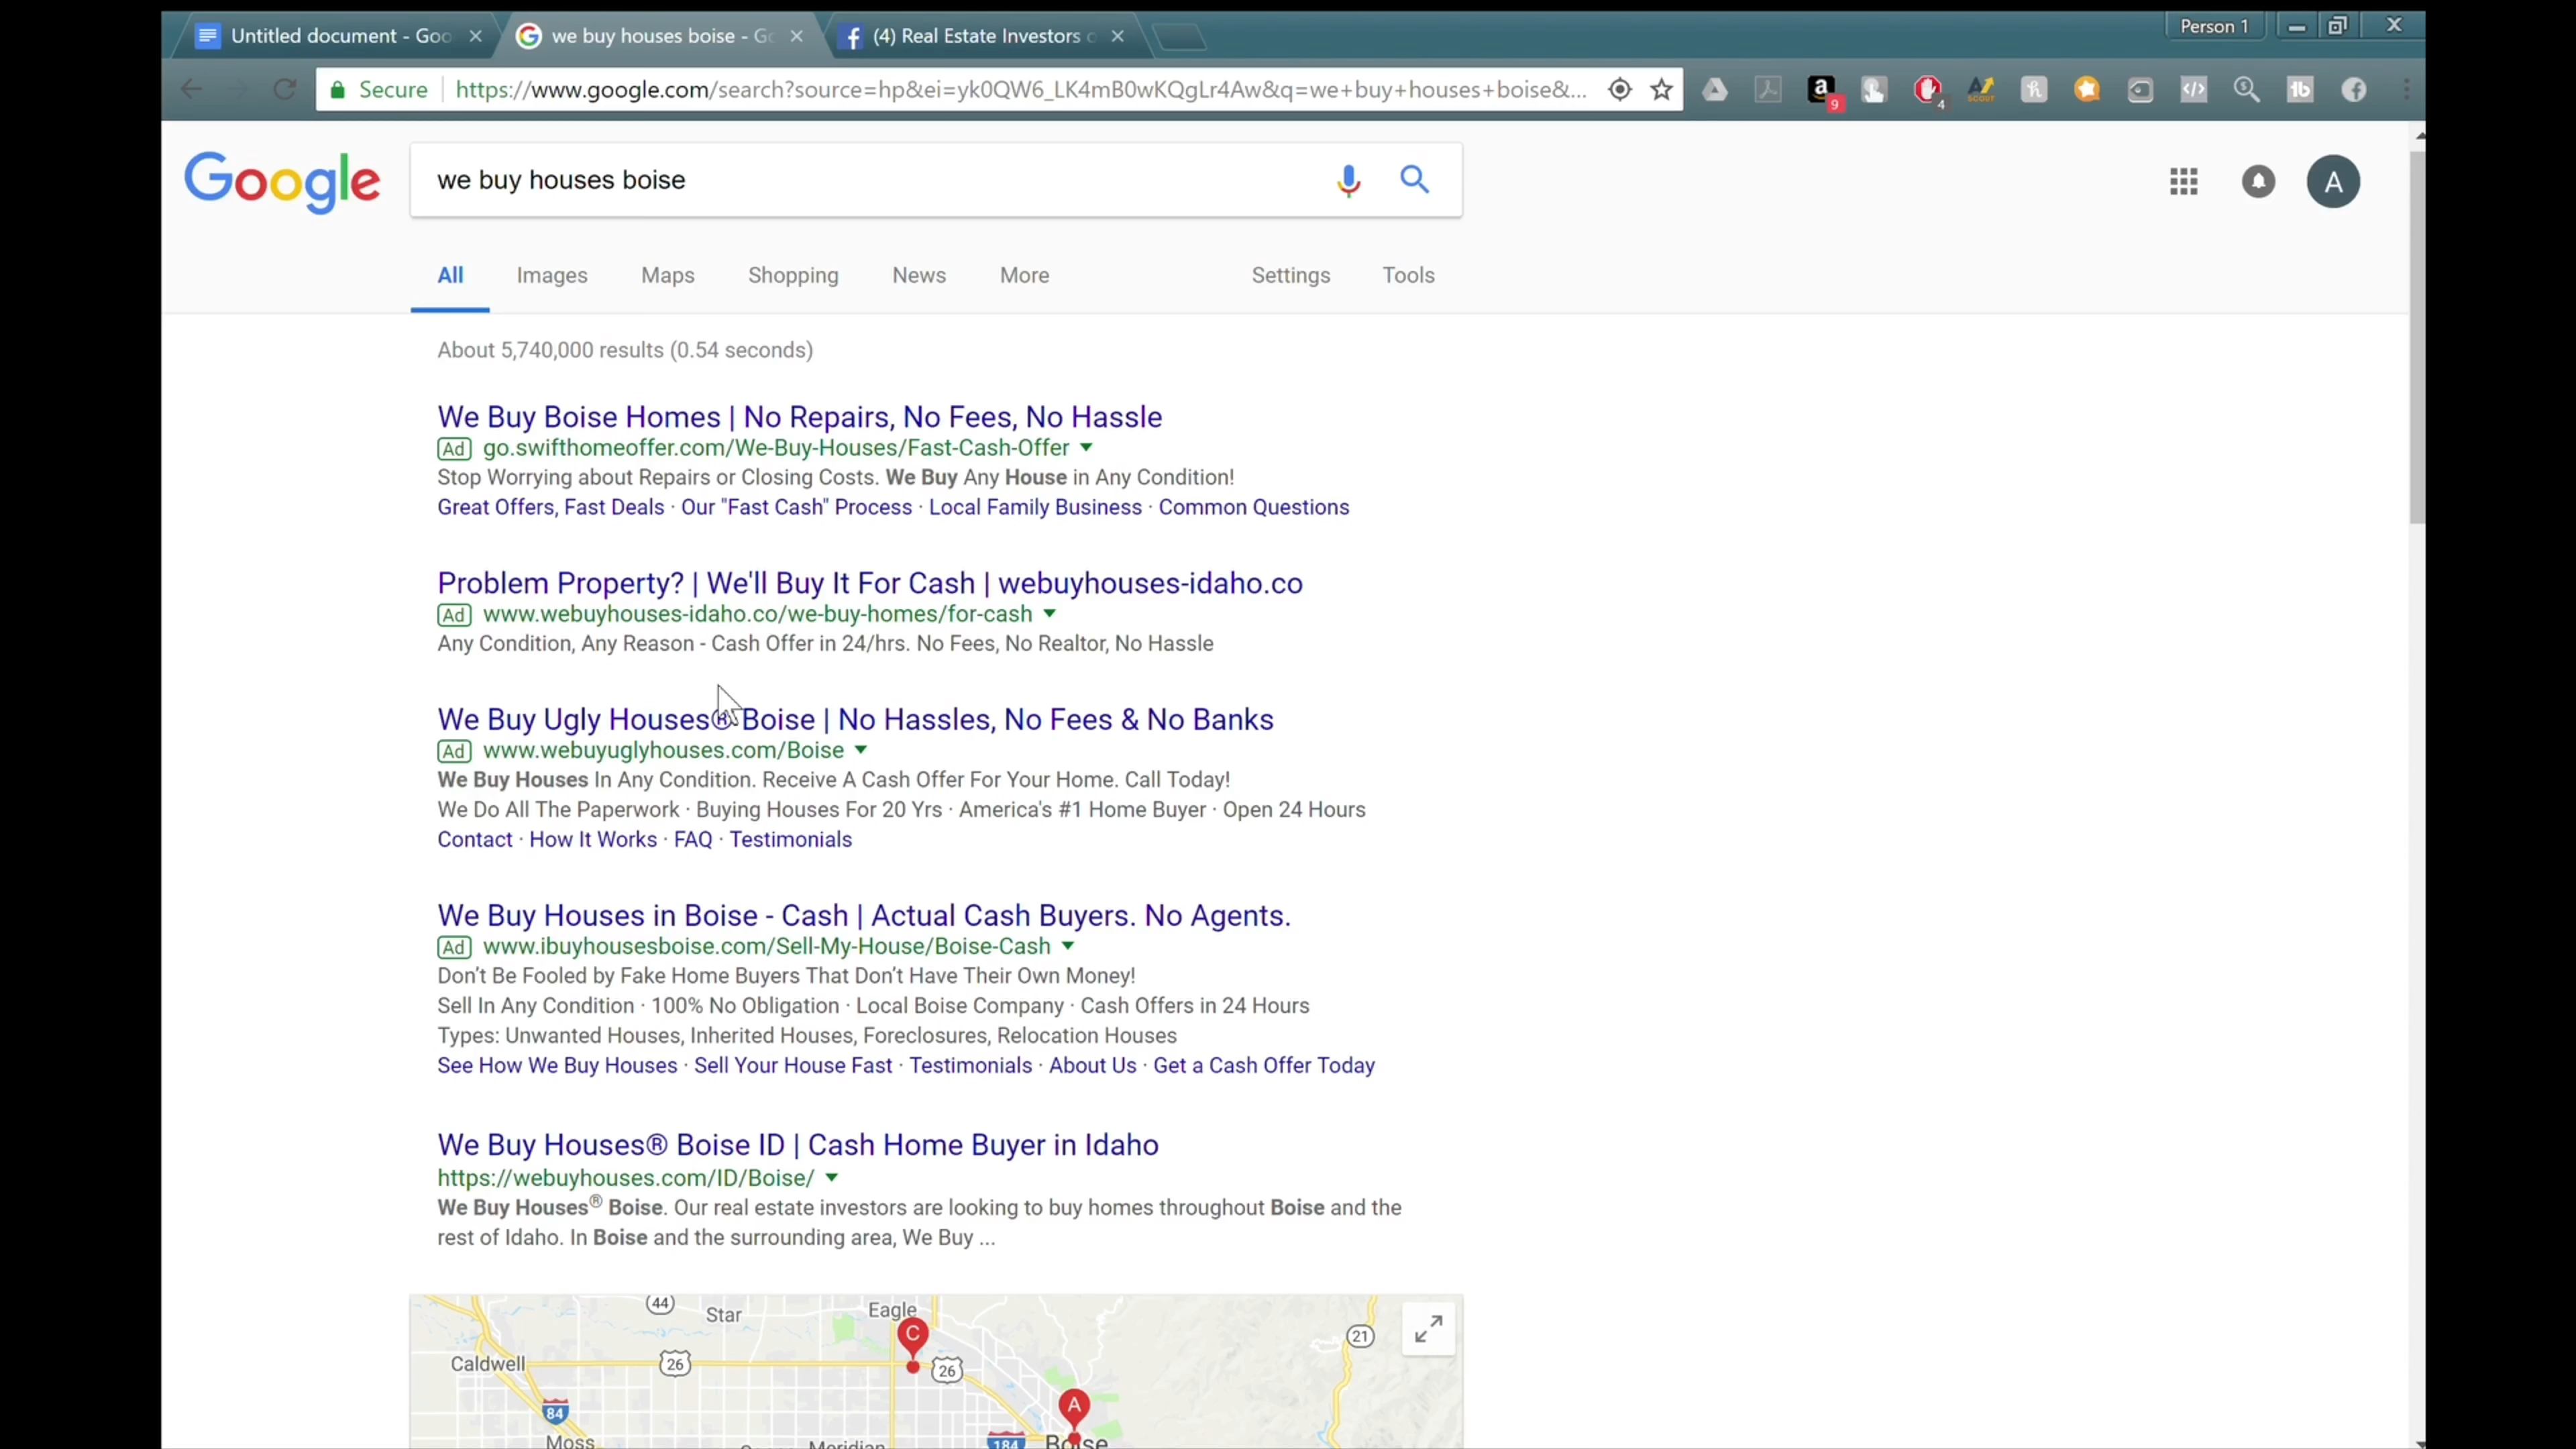 Untitled document - Goo
we buy houses boise - Go
(4) Real Estate Investors o
Person 1
Secure
https://www.google.com/search?source=hp&ei=yk0QW6_LK4mB0wKQgLr4Aw&q=we+buy+houses+boise&...
9
4
SCOUT
Google
we buy houses boise
A
All Images Maps Shopping News More Settings Tools
About 5,740,000 results (0.54 seconds)
We Buy Boise Homes | No Repairs, No Fees, No Hassle
Ad go.swifthomeoffer.com/We-Buy-Houses/Fast-Cash-Offer
Stop Worrying about Repairs or Closing Costs. We Buy Any House in Any Condition!
Great Offers, Fast Deals · Our "Fast Cash" Process · Local Family Business · Common Questions
Problem Property? | We'll Buy It For Cash | webuyhouses-idaho.co
Ad www.webuyhouses-idaho.co/we-buy-homes/for-cash
Any Condition, Any Reason - Cash Offer in 24/hrs. No Fees, No Realtor, No Hassle
We Buy Ugly Houses® Boise | No Hassles, No Fees & No Banks
Ad www.webuyuglyhouses.com/Boise
We Buy Houses In Any Condition. Receive A Cash Offer For Your Home. Call Today!
We Do All The Paperwork · Buying Houses For 20 Yrs · America's #1 Home Buyer · Open 24 Hours
Contact · How It Works · FAQ · Testimonials
We Buy Houses in Boise - Cash | Actual Cash Buyers. No Agents.
Ad www.ibuyhousesboise.com/Sell-My-House/Boise-Cash
Don't Be Fooled by Fake Home Buyers That Don't Have Their Own Money!
Sell In Any Condition · 100% No Obligation · Local Boise Company · Cash Offers in 24 Hours
Types: Unwanted Houses, Inherited Houses, Foreclosures, Relocation Houses
See How We Buy Houses · Sell Your House Fast · Testimonials · About Us · Get a Cash Offer Today
We Buy Houses® Boise ID | Cash Home Buyer in Idaho
https://webuyhouses.com/ID/Boise/
We Buy Houses® Boise. Our real estate investors are looking to buy homes throughout Boise and the
rest of Idaho. In Boise and the surrounding area, We Buy ...
44
Star
Eagle
C
21
Caldwell
26
26
A
84
Moss
Meridian
184
Boise